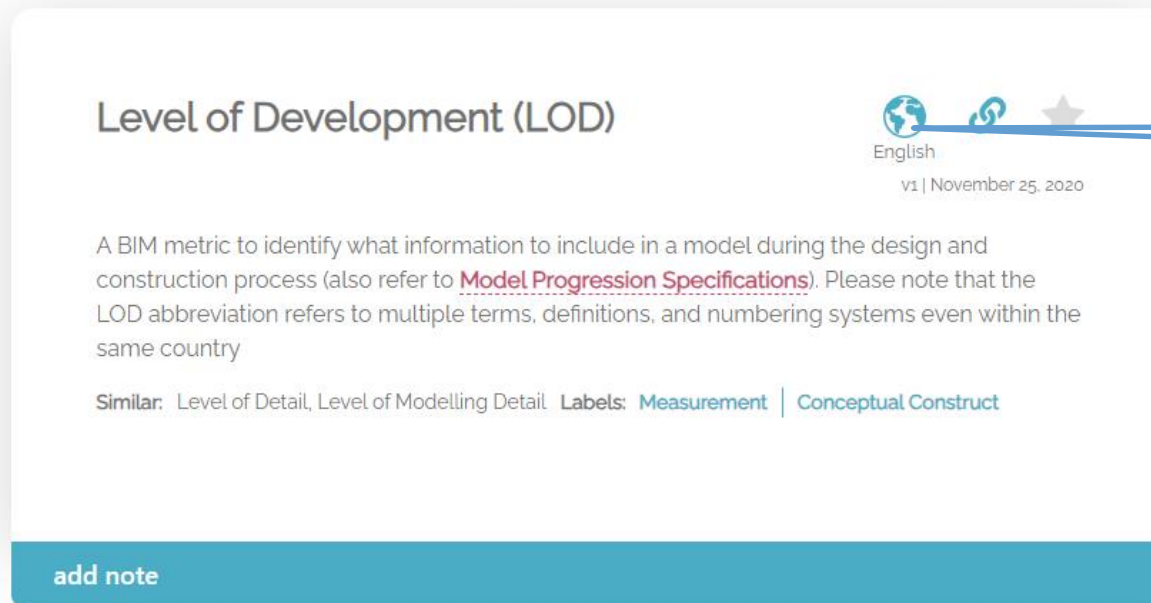 Level of Development (LOD)
English
v1 | November 25, 2020
A BIM metric to identify what information to include in a model during the design and
construction process (also refer to Model Progression Specifications). Please note that the
LOD abbreviation refers to multiple terms, definitions, and numbering systems even within the
same country
Similar: Level of Detail, Level of Modelling Detail Labels: Measurement | Conceptual Construct
add note